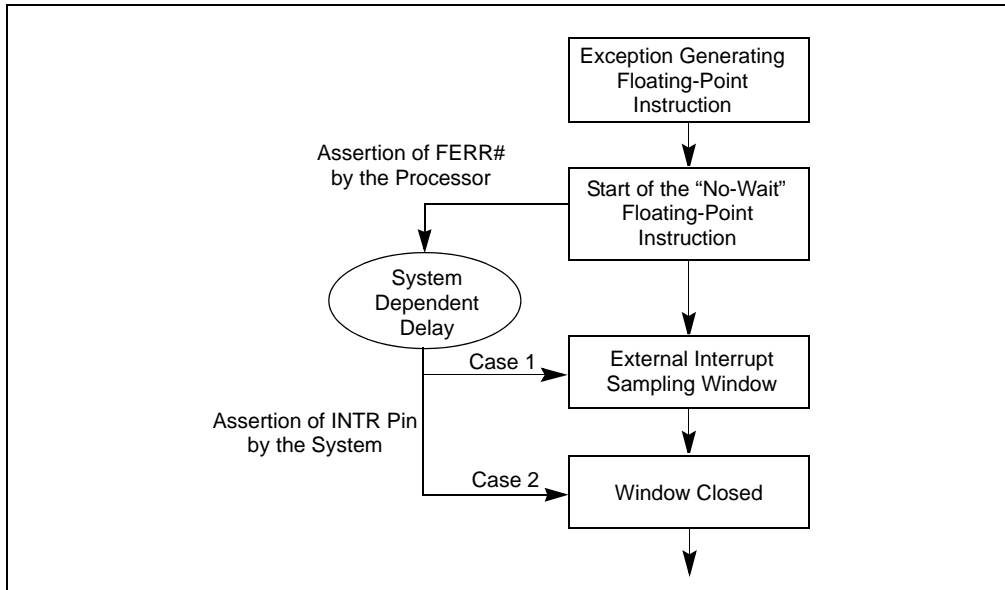 Exception Generating
Floating-Point
Instruction
Assertion of FERR#
by the Processor
Start of the “No-Wait”
Floating-Point
Instruction
System
Dependent
Delay
Case 1
External Interrupt
Sampling Window
Assertion of INTR Pin
by the System
Case 2
Window Closed